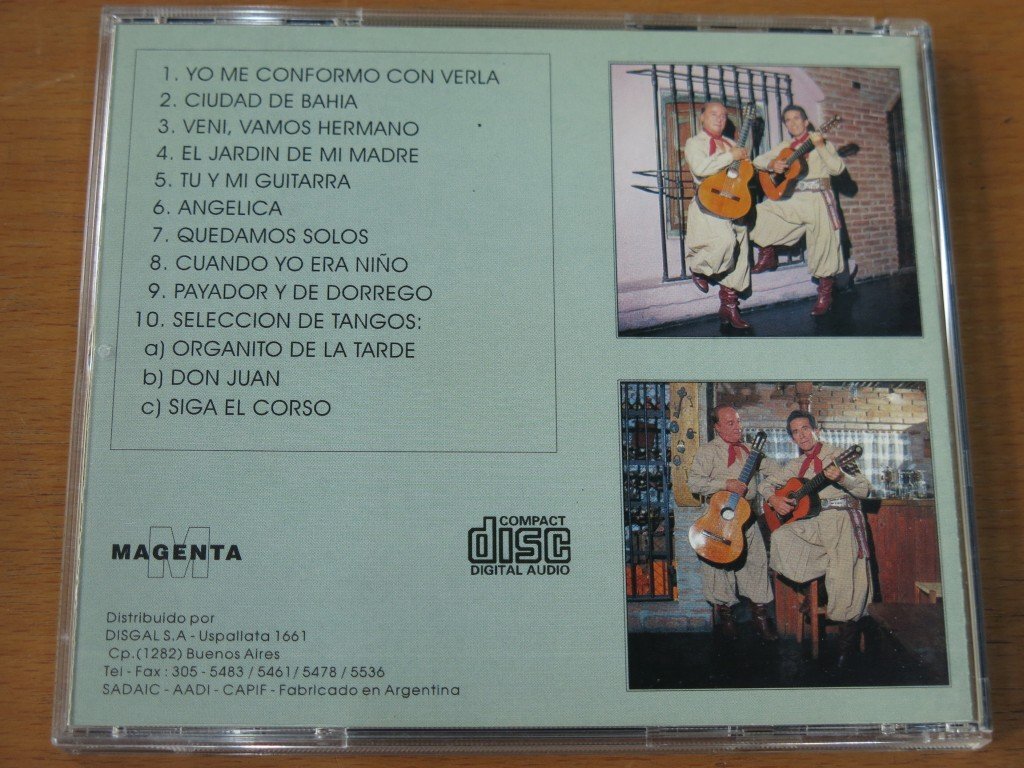 1. YO ME CONFORMO CON VERLA
2. CIUDAD DE BAHIA
3. VENI, VAMOS HERMANO
4. EL JARDIN DE MI MADRE
5. TU Y MI GUITARRA
6. ANGELICA
7. QUEDAMOS SOLOS
8. CUANDO YO ERA NIÑO
9. PAYADOR Y DE DORREGO
10. SELECCION DE TANGOS:
a) ORGANITO DE LA TARDE
b) DON JUAN
c) SIGA EL CORSO
M
MAGENTA
COMPACT
disc
DIGITAL AUDIO
Distribuido por
DISGAL S.A - Uspallata 1661
Cp.(1282) Buenos Aires
Tel - Fax : 305 - 5483 / 5461/ 5478 / 5536
SADAIC - AADI - CAPIF - Fabricado en Argentina